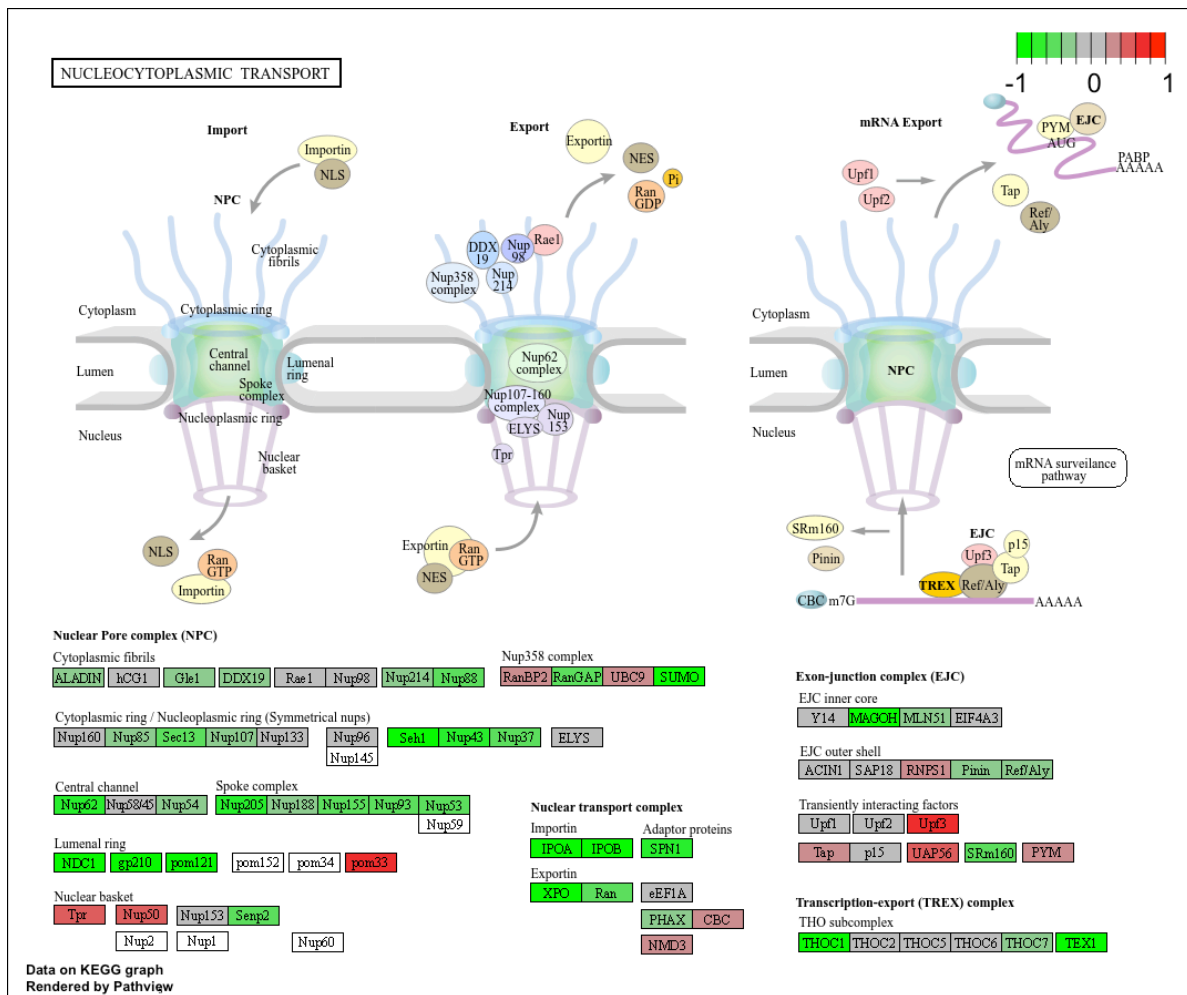 NUCLEOCYTOPLASMIC TRANSPORT
-1 0 1
Import
Importin
NLS
NPC
Cytoplasmic
fibrils
Cytoplasm
Cytoplasmic ring
Central
channel
Lumenal
ring
Lumen
Spoke
complex
Nucleoplasmic ring
Nucleus
Nuclear
basket
NLS
Ran
GTP
Importin
Export
Exportin
NES
Ran
GDP
Pi
DDX
19
Nup
98
Rae1
Nup358
complex
Nup
214
Nup62
complex
Nup107-160
complex
Nup
153
ELYS
Tpr
Exportin
Ran
GTP
NES
mRNA Export
PYM
EJC
AUG
PABP
AAAAA
Upf1
Upf2
Tap
Ref/
Aly
Cytoplasm
Lumen
NPC
Nucleus
mRNA surveilance
pathway
SRm160
Pinin
EJC
p15
Upf3
Tap
TREX
Ref/Aly
CBC
m7G
AAAAA
Nuclear Pore complex (NPC)
Cytoplasmic fibrils
ALADIN hCG1 Gle1 DDX19 Rae1 Nup98 Nup214 Nup88
Nup358 complex
RanBP2 RanGAP UBC9 SUMO
Cytoplasmic ring / Nucleoplasmic ring (Symmetrical nups)
Nup160 Nup85 Sec13 Nup107 Nup133 Nup96 Seh1 Nup43 Nup37 ELYS
Nup145
Central channel
Nup62 Nup58/45 Nup54
Spoke complex
Nup205 Nup188 Nup155 Nup93 Nup53
Nup59
Lumenal ring
NDC1 gp210 pom121 pom152 pom34 pom33
Nuclear basket
Tpr Nup50 Nup153 Senp2
Nup2 Nup1 Nup60
Nuclear transport complex
Importin
IPOA IPOB
Adaptor proteins
SPN1
Exportin
XPO Ran
eEF1A
PHAX CBC
NMD3
Exon-junction complex (EJC)
EJC inner core
Y14 MAGOH MLN51 EIF4A3
EJC outer shell
ACIN1 SAP18 RNPS1 Pinin Ref/Aly
Transiently interacting factors
Upf1 Upf2 Upf3
Tap p15 UAP56 SRm160 PYM
Transcription-export (TREX) complex
THO subcomplex
THOC1 THOC2 THOC5 THOC6 THOC7 TEX1
Data on KEGG graph
Rendered by Pathview